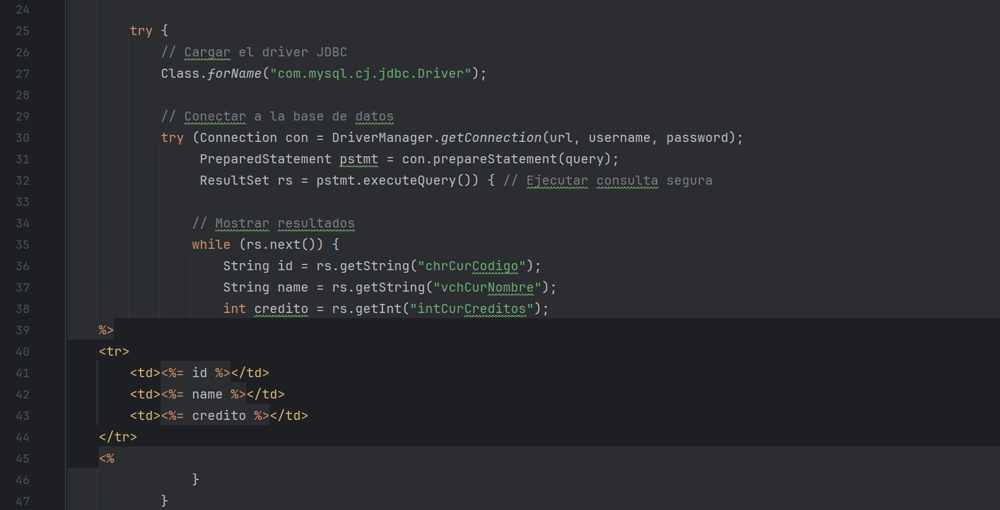 24
25 try {
26 // Cargar el driver JDBC
27 Class.forName("com.mysql.cj.jdbc.Driver");
28
29 // Conectar a la base de datos
30 try (Connection con = DriverManager.getConnection(url, username, password);
31 PreparedStatement pstmt = con.prepareStatement(query);
32 ResultSet rs = pstmt.executeQuery()) { // Ejecutar consulta segura
33
34 // Mostrar resultados
35 while (rs.next()) {
36 String id = rs.getString("chrCurCodigo");
37 String name = rs.getString("vchCurNombre");
38 int credito = rs.getInt("intCurCreditos");
39 %>
40 <tr>
41 <td><%= id %></td>
42 <td><%= name %></td>
43 <td><%= credito %></td>
44 </tr>
45 <%
46 }
47 }